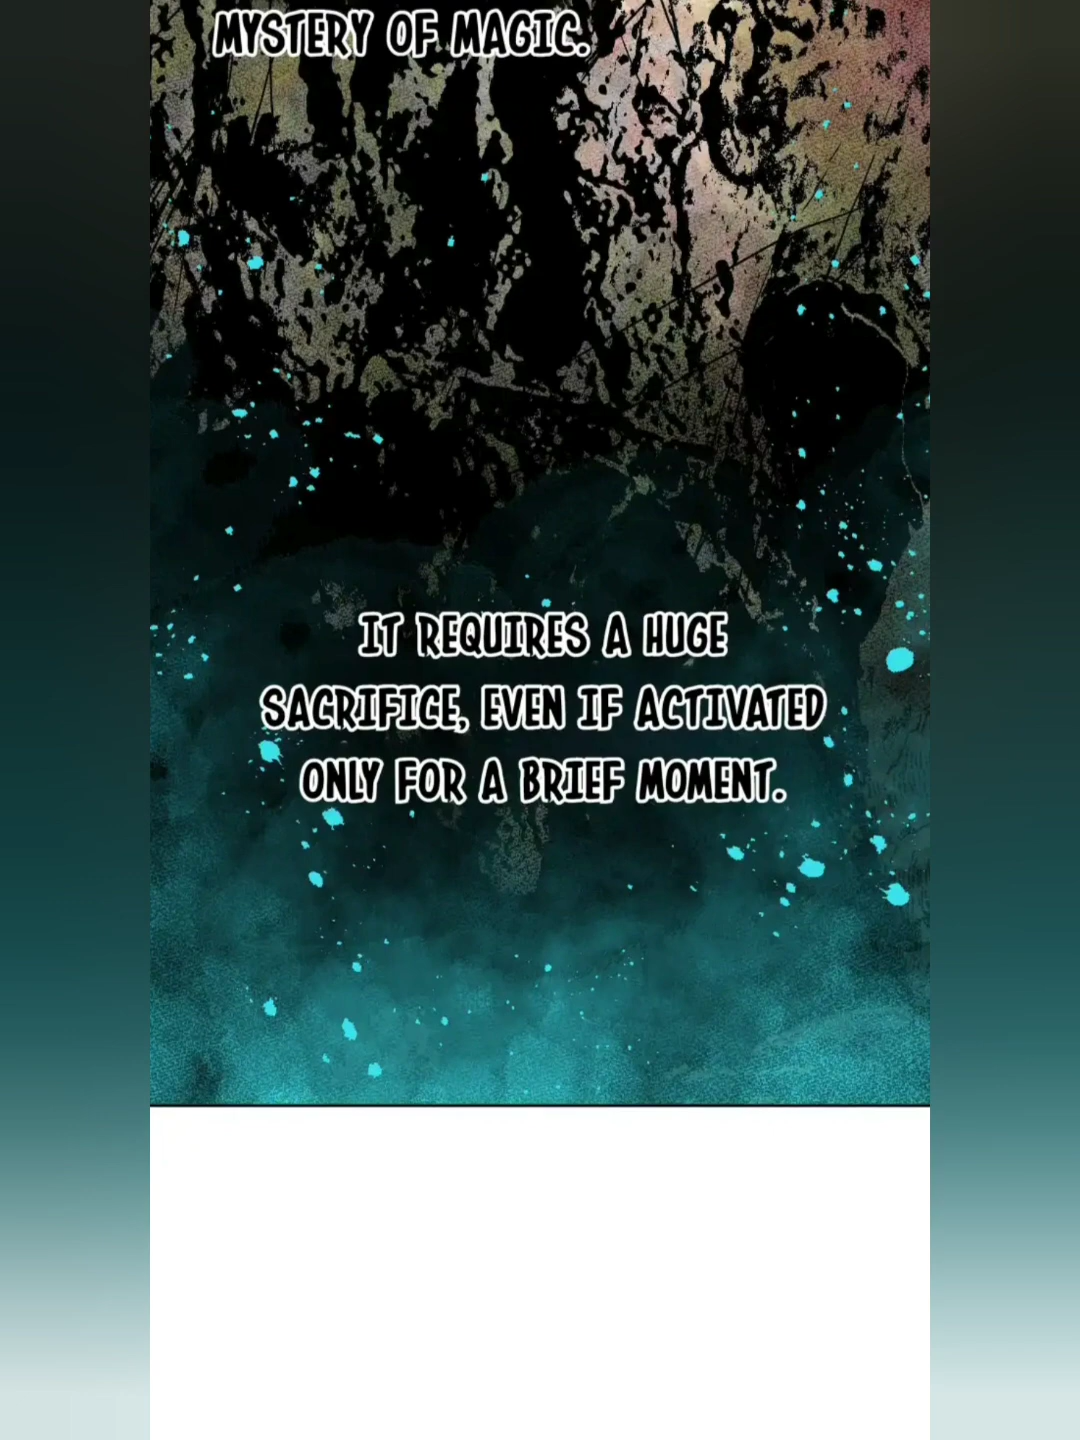 MYSTERY OF MAGIC.
IT REQUIRES A HUGE
SACRIFICE, EVEN IF ACTIVATED
ONLY FOR A BRIEF MOMENT.